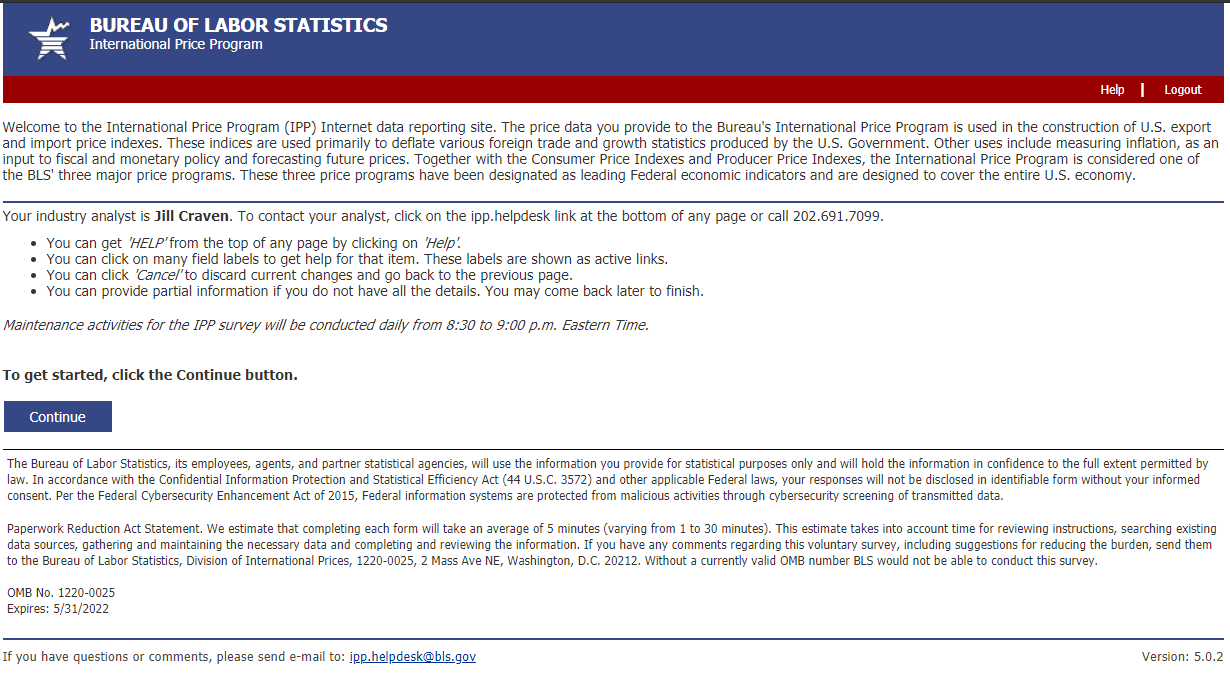 BUREAU OF LABOR STATISTICS
International Price Program
Help | Logout
Welcome to the International Price Program (IPP) Internet data reporting site. The price data you provide to the Bureau's International Price Program is used in the construction of U.S. export
and import price indexes. These indices are used primarily to deflate various foreign trade and growth statistics produced by the U.S. Government. Other uses include measuring inflation, as an
input to fiscal and monetary policy and forecasting future prices. Together with the Consumer Price Indexes and Producer Price Indexes, the International Price Program is considered one of
the BLS' three major price programs. These three price programs have been designated as leading Federal economic indicators and are designed to cover the entire U.S. economy.
Your industry analyst is Jill Craven. To contact your analyst, click on the ipp.helpdesk link at the bottom of any page or call 202.691.7099.
• You can get 'HELP' from the top of any page by clicking on 'Help'.
• You can click on many field labels to get help for that item. These labels are shown as active links.
• You can click 'Cancel' to discard current changes and go back to the previous page.
• You can provide partial information if you do not have all the details. You may come back later to finish.
Maintenance activities for the IPP survey will be conducted daily from 8:30 to 9:00 p.m. Eastern Time.
To get started, click the Continue button.
Continue
The Bureau of Labor Statistics, its employees, agents, and partner statistical agencies, will use the information you provide for statistical purposes only and will hold the information in confidence to the full extent permitted by
law. In accordance with the Confidential Information Protection and Statistical Efficiency Act (44 U.S.C. 3572) and other applicable Federal laws, your responses will not be disclosed in identifiable form without your informed
consent. Per the Federal Cybersecurity Enhancement Act of 2015, Federal information systems are protected from malicious activities through cybersecurity screening of transmitted data.
Paperwork Reduction Act Statement. We estimate that completing each form will take an average of 5 minutes (varying from 1 to 30 minutes). This estimate takes into account time for reviewing instructions, searching existing
data sources, gathering and maintaining the necessary data and completing and reviewing the information. If you have any comments regarding this voluntary survey, including suggestions for reducing the burden, send them
to the Bureau of Labor Statistics, Division of International Prices, 1220-0025, 2 Mass Ave NE, Washington, D.C. 20212. Without a currently valid OMB number BLS would not be able to conduct this survey.
OMB No. 1220-0025
Expires: 5/31/2022
If you have questions or comments, please send e-mail to: ipp.helpdesk@bls.gov
Version: 5.0.2